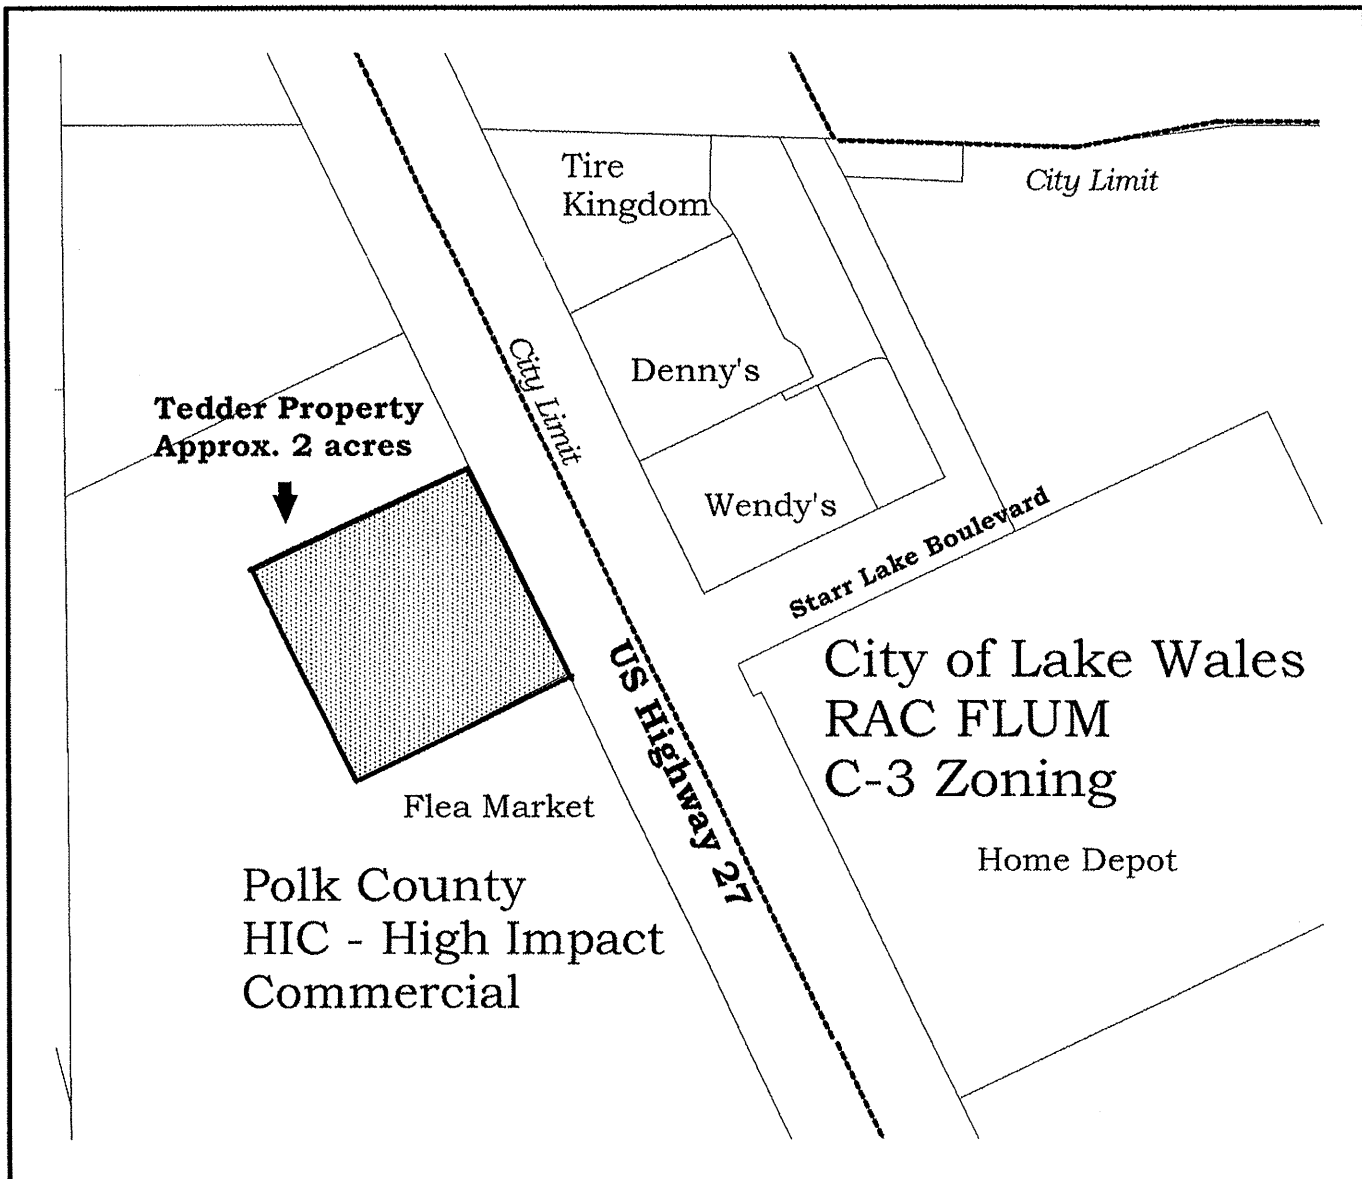 Tire
Kingdom
City Limit
City Limit
Denny's
Tedder Property
Approx. 2 acres
Wendy's
Starr Lake Boulevard
US Highway 27
City of Lake Wales
RAC FLUM
C-3 Zoning
Flea Market
Home Depot
Polk County
HIC - High Impact
Commercial